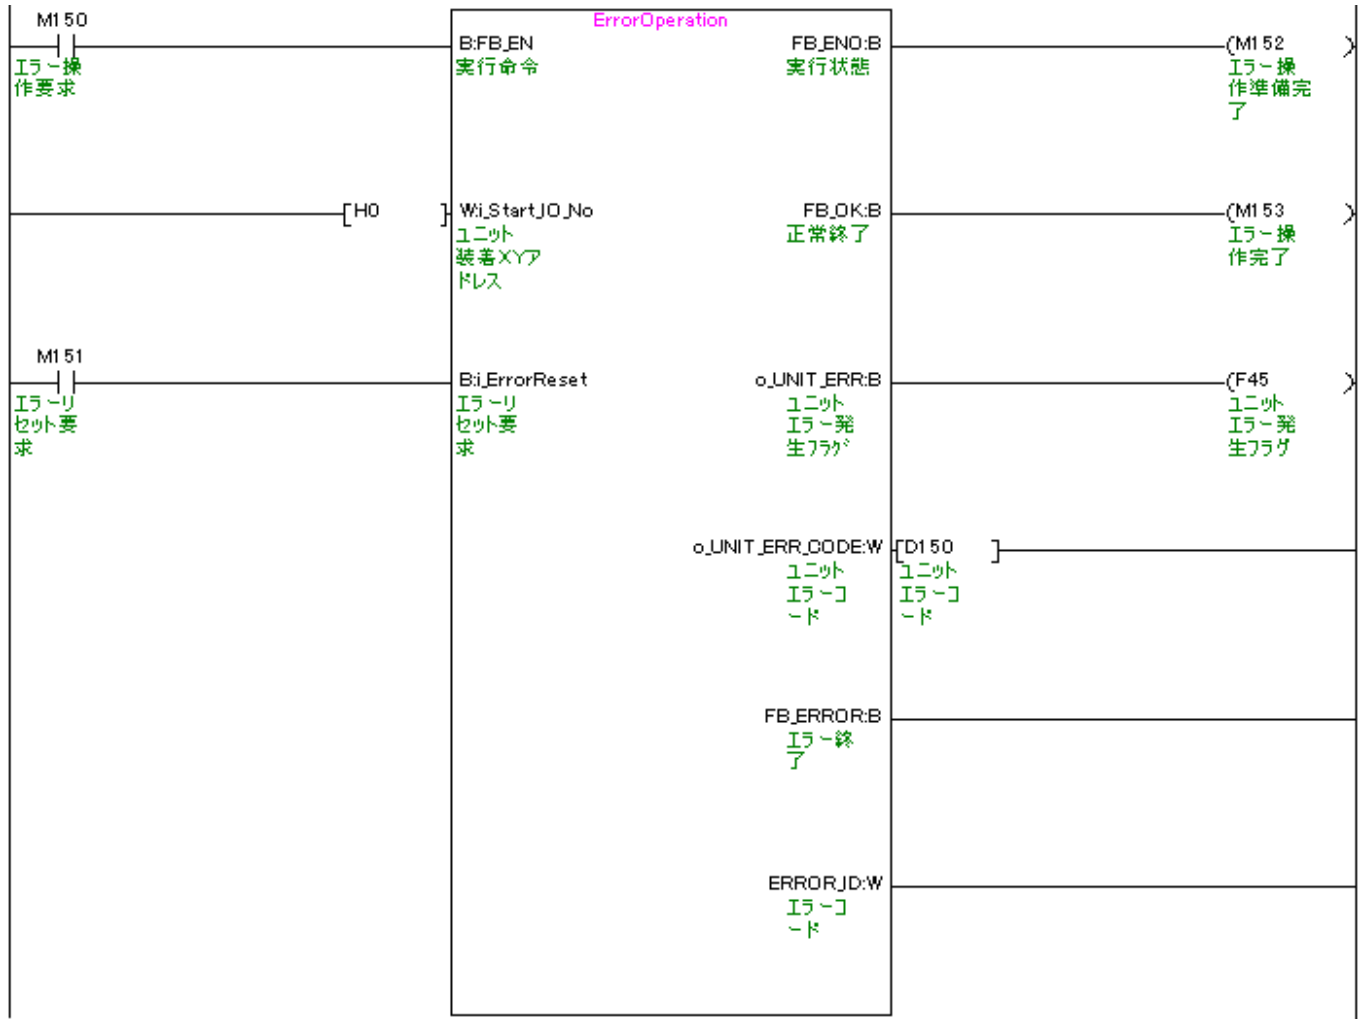 M150
エラー操
作要求
ErrorOperation
B:FB_EN
実行命令
FB_ENO:B
実行状態
M152
エラー操
作準備完
了
H0
W:i_Start_IO_No
ユニット
装着XYア
ドレス
FB_OK:B
正常終了
M153
エラー操
作完了
M151
エラーリ
セット要
求
B:i_ErrorReset
エラーリ
セット要
求
o_UNIT_ERR:B
ユニット
エラー発
生フラグ
F45
ユニット
エラー発
生フラグ
o_UNIT_ERR_CODE:W
ユニット
エラーコ
ード
D150
ユニット
エラーコ
ード
FB_ERROR:B
エラー終
了
ERROR_ID:W
エラーコ
ード